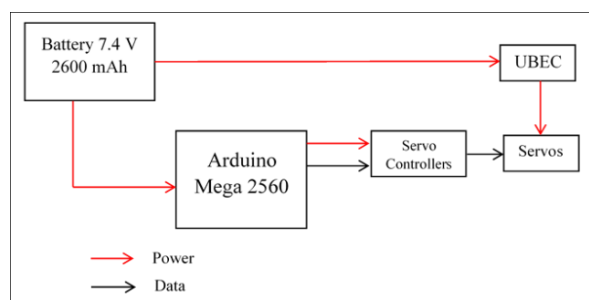 Battery 7.4 V
2600 mAh
UBEC
Arduino
Mega 2560
Servo
Controllers
Servos
Power
Data